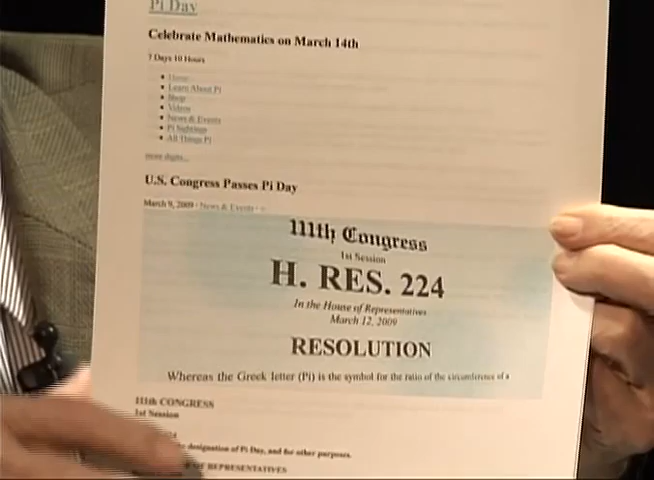 Pi Day
Celebrate Mathematics on March 14th
7 Days 10 Hours
Home
Learn About Pi
Shop
Videos
News & Events
Pi Sightings
All Things Pi
more digits...
U.S. Congress Passes Pi Day
March 9, 2009 - News & Events -
111th Congress
1st Session
H. RES. 224
In the House of Representatives
March 12, 2009
RESOLUTION
Whereas the Greek letter (Pi) is the symbol for the ratio of the circumference of a
111th CONGRESS
1st Session
designation of Pi Day, and for other purposes.
OF REPRESENTATIVES